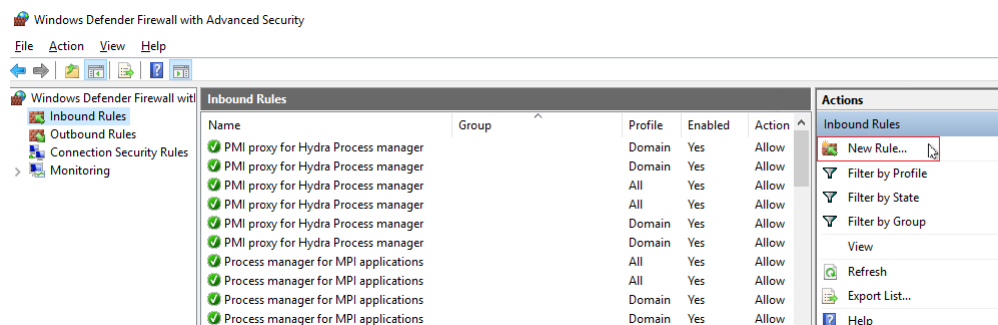 Windows Defender Firewall with Advanced Security
File Action View Help
Windows Defender Firewall witl
Inbound Rules
Outbound Rules
Connection Security Rules
Monitoring
Inbound Rules
Name Group Profile Enabled Action
PMI proxy for Hydra Process manager Domain Yes Allow
PMI proxy for Hydra Process manager Domain Yes Allow
PMI proxy for Hydra Process manager All Yes Allow
PMI proxy for Hydra Process manager All Yes Allow
PMI proxy for Hydra Process manager Domain Yes Allow
PMI proxy for Hydra Process manager Domain Yes Allow
Process manager for MPI applications All Yes Allow
Process manager for MPI applications All Yes Allow
Process manager for MPI applications Domain Yes Allow
Process manager for MPI applications Domain Yes Allow
Actions
Inbound Rules
New Rule...
Filter by Profile
Filter by State
Filter by Group
View
Refresh
Export List...
Help